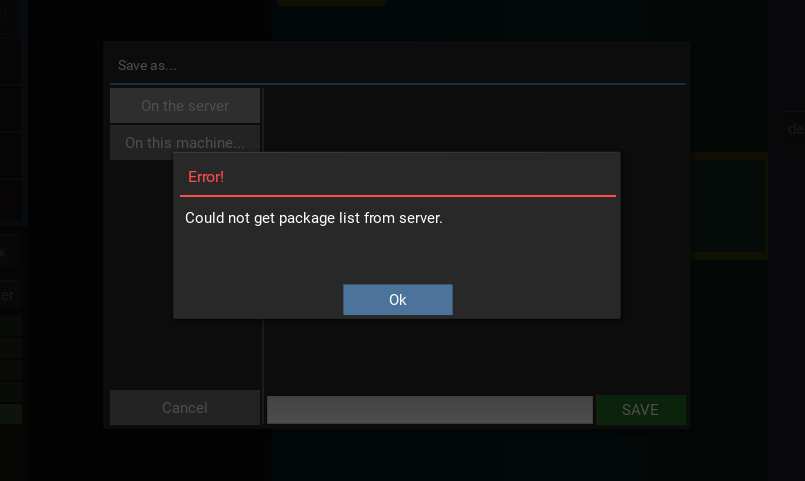 Save as...
On the server
On this machine...
Error!
Could not get package list from server.
Ok
Cancel
SAVE